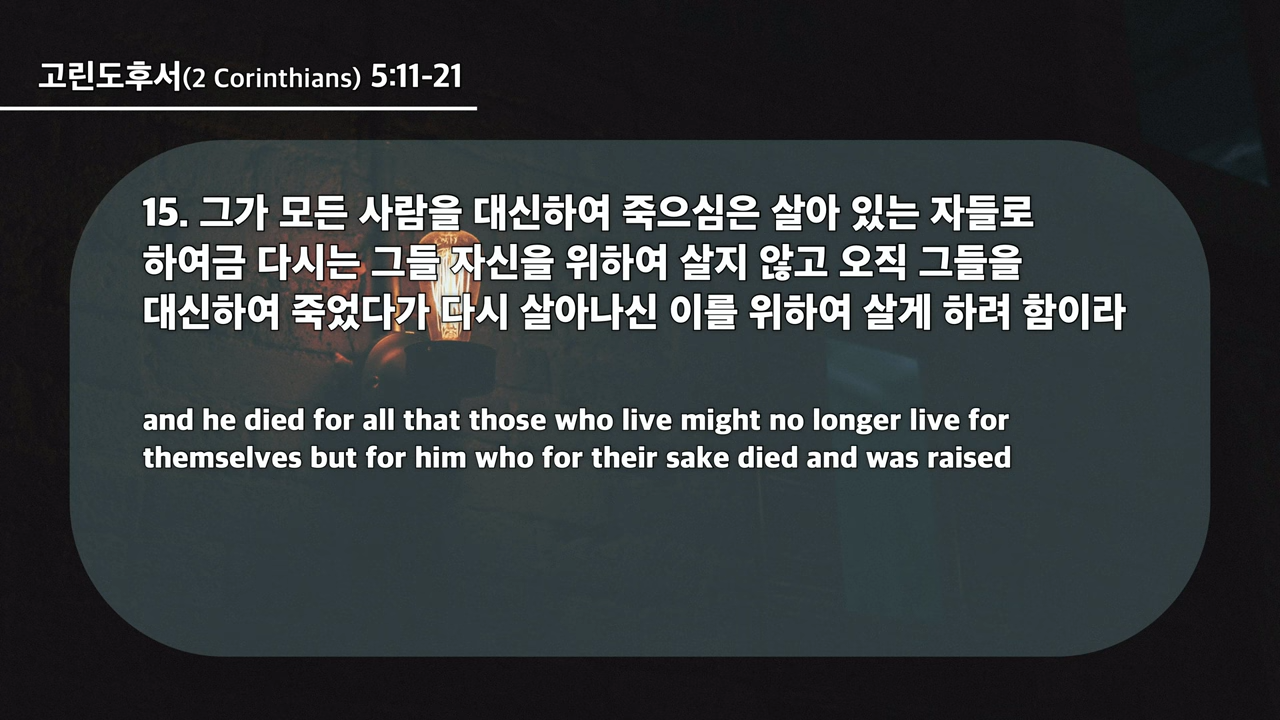 고린도후서(2 Corinthians) 5:11-21
15. 그가 모든 사람을 대신하여 죽으심은 살아 있는 자들로
하여금 다시는 그들 자신을 위하여 살지 않고 오직 그들을
대신하여 죽었다가 다시 살아나신 이를 위하여 살게 하려 함이라
and he died for all that those who live might no longer live for
themselves but for him who for their sake died and was raised